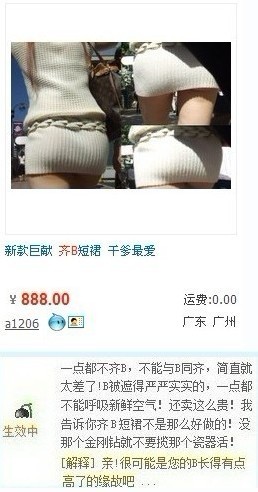 新款巨献 齐B短裙 千爹最爱
¥ 888.00 运费:0.00
a1206 广东 广州
一点都不齐B，不能与B同齐，简直就
太差了!B被遮得严严实实的，一点都
不能呼吸新鲜空气! 还卖这么贵! 我
告诉你齐B短裙不是那么好做的! 没
那个金刚钻就不要揽那个瓷器活!
生效中
[解释] 亲!很可能是您的B长得有点
高了的缘故吧 ...